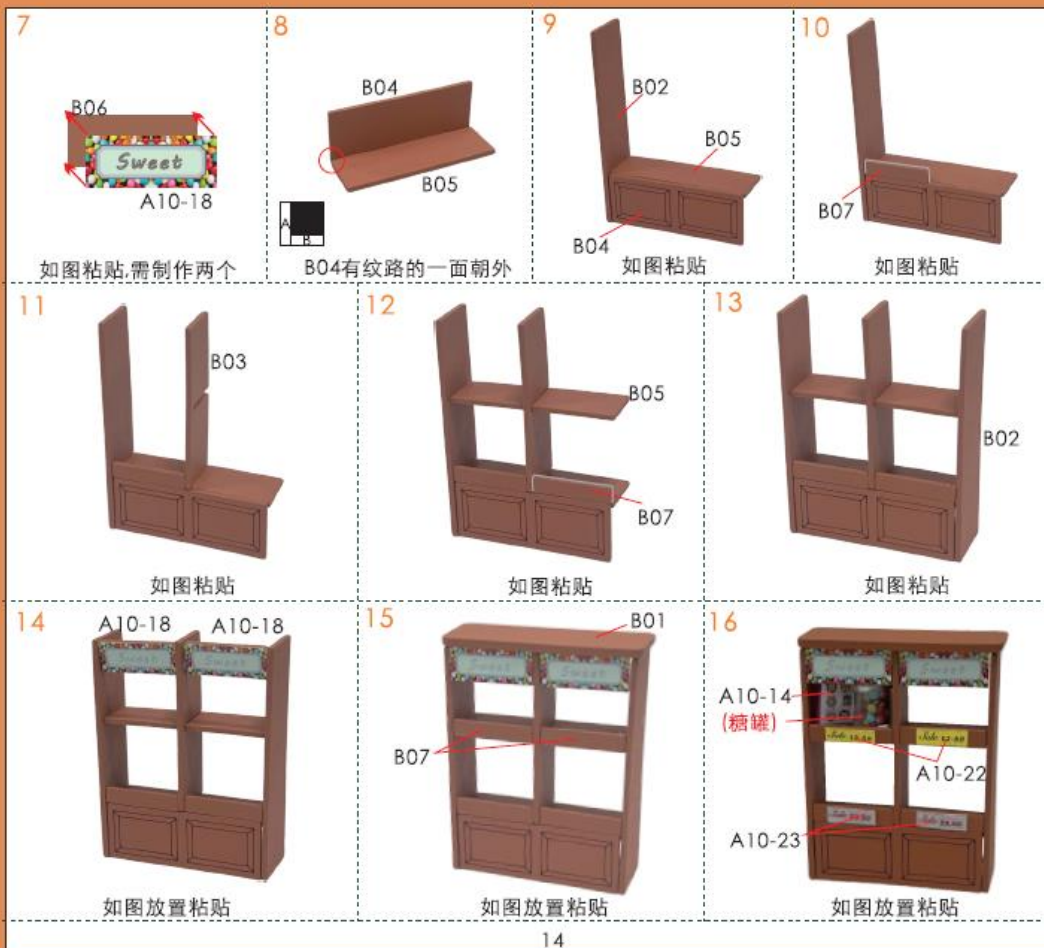 7
B06
Sweet
A10-18
如图粘贴,需制作两个
8
B04
B05
A
B
B04有纹路的一面朝外
9
B02
B05
B04
如图粘贴
10
B07
如图粘贴
11
B03
如图粘贴
12
B05
B07
如图粘贴
13
B02
如图粘贴
14
A10-18 A10-18
Sweet Sweet
如图放置粘贴
15
B01
Sweet Sweet
B07
如图放置粘贴
16
Sweet Sweet
A10-14
(糖罐)
Sale Sale
A10-22
Sale
A10-23
如图放置粘贴
14